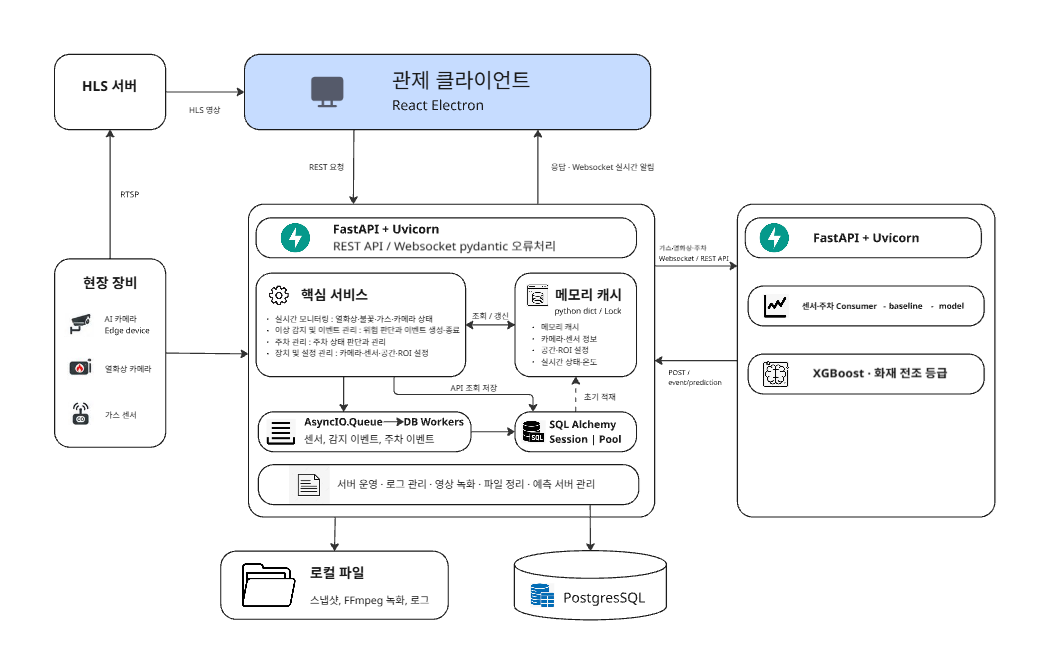 HLS 서버
관제 클라이언트
React Electron
HLS 영상
REST 요청
응답 · Websocket 실시간 알림
RTSP
현장 장비
AI 카메라
Edge device
열화상 카메라
가스 센서
FastAPI + Uvicorn
REST API / Websocket pydantic 오류처리
핵심 서비스
• 실시간 모니터링 : 열화상·불꽃·가스·카메라 상태
• 이상 감지 및 이벤트 관리 : 위험 판단과 이벤트 생성·종료
• 주차 관리 : 주차 상태 판단과 관리
• 장치 및 설정 관리 : 카메라·센서·공간·ROI 설정
조회 / 갱신
메모리 캐시
python dict / Lock
• 메모리 캐시
• 카메라·센서 정보
• 공간·ROI 설정
• 실시간 상태·온도
API 조회 저장
초기 적재
AsyncIO.Queue DB Workers
센서, 감지 이벤트, 주차 이벤트
SQL
SQL Alchemy
Session | Pool
서버 운영 · 로그 관리 · 영상 녹화 · 파일 정리 · 예측 서버 관리
가스·열화상·주차
Websocket / REST API
POST /
event/prediction
FastAPI + Uvicorn
센서·주차 Consumer - baseline - model
XGBoost · 화재 전조 등급
로컬 파일
스냅샷, FFmpeg 녹화, 로그
PostgresSQL